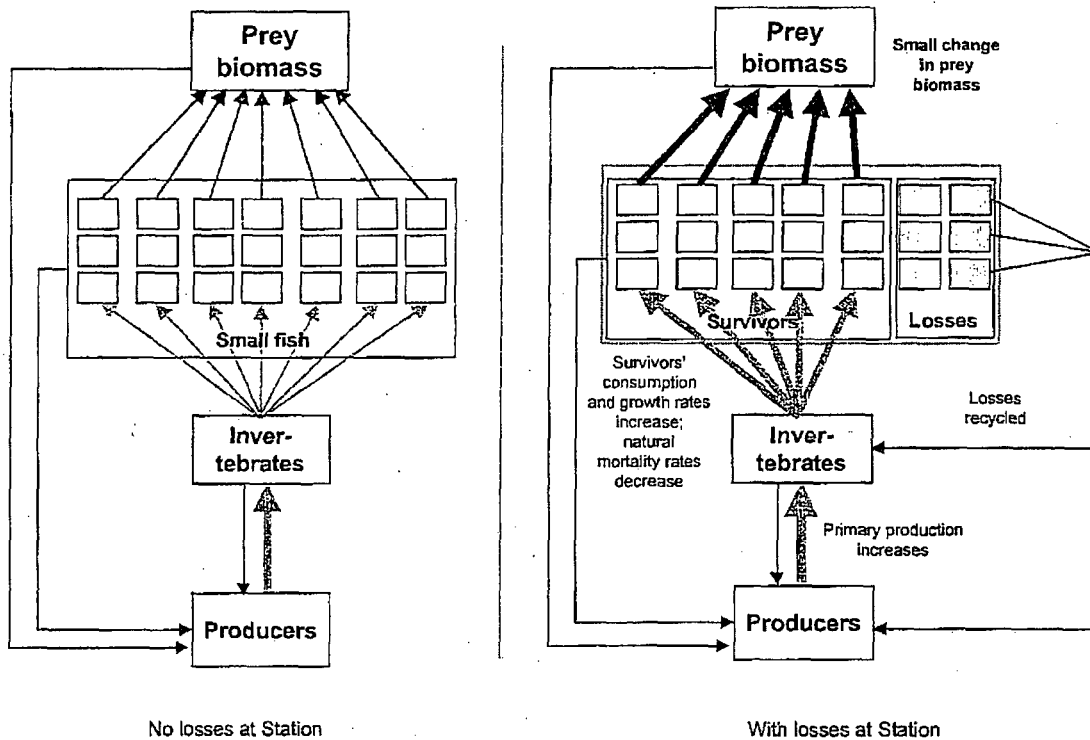 Prey
biomass
Small fish
Inver-
tebrates
Producers
No losses at Station
Prey
biomass
Small change
in prey
biomass
Survivors
Losses
Survivors'
consumption
and growth rates
increase;
natural
mortality rates
decrease
Losses
recycled
Inver-
tebrates
Primary production
increases
Producers
With losses at Station